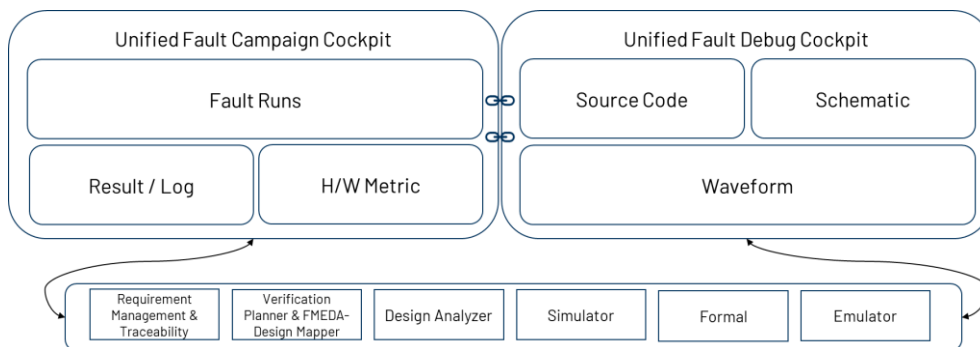 Unified Fault Campaign Cockpit
Unified Fault Debug Cockpit
Fault Runs
Source Code
Schematic
Result / Log
H/W Metric
Waveform
Requirement
Management &
Traceability
Verification
Planner & FMEDA-
Design Mapper
Design Analyzer
Simulator
Formal
Emulator